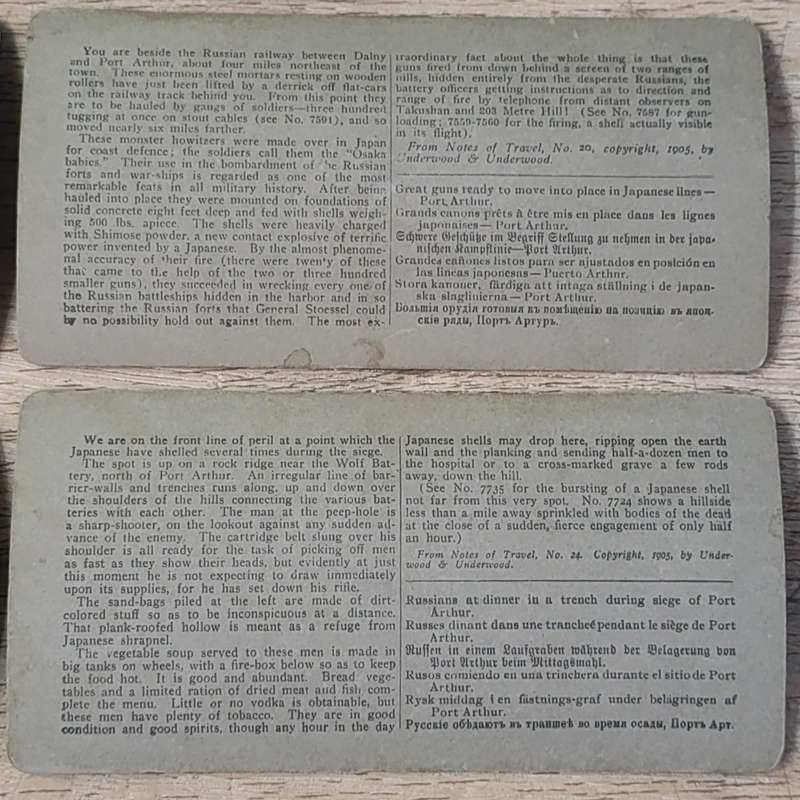 You are beside the Russian railway between Dalny
and Port Arthur, about four miles northeast of the
town. These enormous steel mortars resting on wooden
rollers have just been lifted by a derrick off flat-cars
on the railway track behind you. From this point they
are to be hauled by gangs of soldiers—three hundred
tugging at once on stout cables (see No. 7591), and so
moved nearly six miles farther.
These monster howitzers were made over in Japan
for coast defence; the soldiers call them the "Osaka
babies." Their use in the bombardment of the Russian
forts and war-ships is regarded as one of the most
remarkable feats in all military history. After being
hauled into place they were mounted on foundations of
solid concrete eight feet deep and fed with shells weigh-
ing 500 lbs. apiece. The shells were heavily charged
with Shimose powder, a new contact explosive of terrific
power invented by a Japanese. By the almost phenome-
nal accuracy of their fire (there were twenty of these
that came to the help of the two or three hundred
smaller guns), they succeeded in wrecking every one of
the Russian battleships hidden in the harbor and in so
battering the Russian forts that General Stoessel could
by no possibility hold out against them. The most ex-
traordinary fact about the whole thing is that these
guns fired from down behind a screen of two ranges of
hills, hidden entirely from the desperate Russians, the
battery officers getting instructions as to direction and
range of fire by telephone from distant observers on
Takushan and 203 Metre Hill! (See No. 7587 for gun-
loading; 7559-7560 for the firing, a shell actually visible
in its flight).
From Notes of Travel, No. 20, copyright, 1905, by
Underwood & Underwood.
Great guns ready to move into place in Japanese lines—
Port Arthur.
Grands canons prêts à être mis en place dans les lignes
japonaises—Port Arthur.
Schwere Geschütze im Begriff Stellung zu nehmen in der japa-
nischen Kampflinie—Port Arthur.
Grandes cañones listos para ser ajustados en posición en
las lineas japonesas—Puerto Arthur.
Stora kanoner, färdiga att intaga ställning i de japan-
ska slaglinierna—Port Arthur.
Большія орудія готовыя къ помѣщенію на позицію въ япон-
скіе ряды, Портъ Артуръ.
We are on the front line of peril at a point which the
Japanese have shelled several times during the siege.
The spot is up on a rock ridge near the Wolf Bat-
tery, north of Port Arthur. An irregular line of bar-
rier-walls and trenches runs along, up and down over
the shoulders of the hills connecting the various bat-
teries with each other. The man at the peep-hole is
a sharp-shooter, on the lookout against any sudden ad-
vance of the enemy. The cartridge belt slung over his
shoulder is all ready for the task of picking off men
as fast as they show their heads, but evidently at just
this moment he is not expecting to draw immediately
upon its supplies, for he has set down his rifle.
The sand-bags piled at the left are made of dirt-
colored stuff so as to be inconspicuous at a distance.
That plank-roofed hollow is meant as a refuge from
Japanese shrapnel.
The vegetable soup served to these men is made in
big tanks on wheels, with a fire-box below so as to keep
the food hot. It is good and abundant. Bread vege-
tables and a limited ration of dried meat and fish com-
plete the menu. Little or no vodka is obtainable, but
these men have plenty of tobacco. They are in good
condition and good spirits, though any hour in the day
Japanese shells may drop here, ripping open the earth
wall and the planking and sending half-a-dozen men to
the hospital or to a cross-marked grave a few rods
away, down the hill.
(See No. 7735 for the bursting of a Japanese shell
not far from this very spot. No. 7724 shows a hillside
less than a mile away sprinkled with bodies of the dead
at the close of a sudden, fierce engagement of only half
an hour.)
From Notes of Travel, No. 24. Copyright, 1905, by Under-
wood & Underwood.
Russians at dinner in a trench during siege of Port
Arthur.
Russes dinant dans une tranchée pendant le siège de Port
Arthur.
Russen in einem Laufgraben während der Belagerung von
Port Arthur beim Mittagsmahl.
Rusos comiendo en una trinchera durante el sitio de Port
Arthur.
Rysk middag i en fästnings-graf under belägringen af
Port Arthur.
Русскіе обѣдаютъ въ траншеѣ во время осады, Портъ Арт.